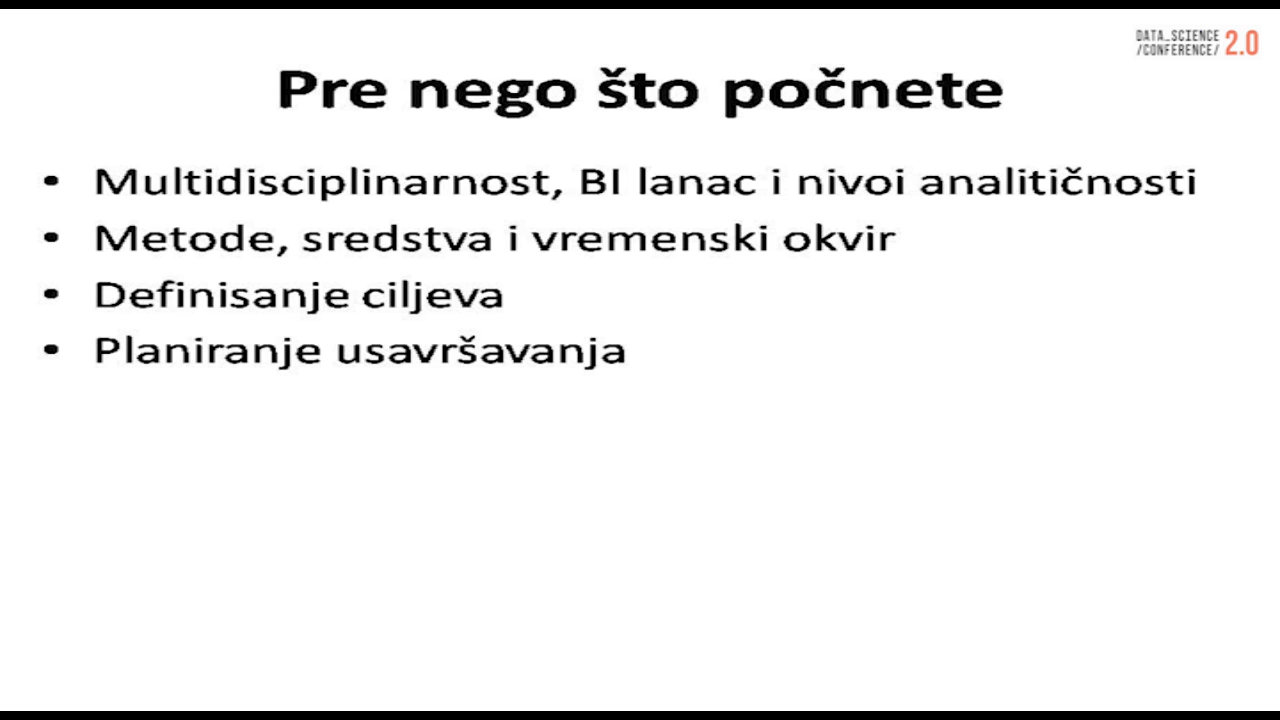 DATA_SCIENCE
/CONFERENCE/ 2.0
Pre nego što počnete
• Multidisciplinarnost, BI lanac i nivoi analitičnosti
• Metode, sredstva i vremenski okvir
• Definisanje ciljeva
• Planiranje usavršavanja